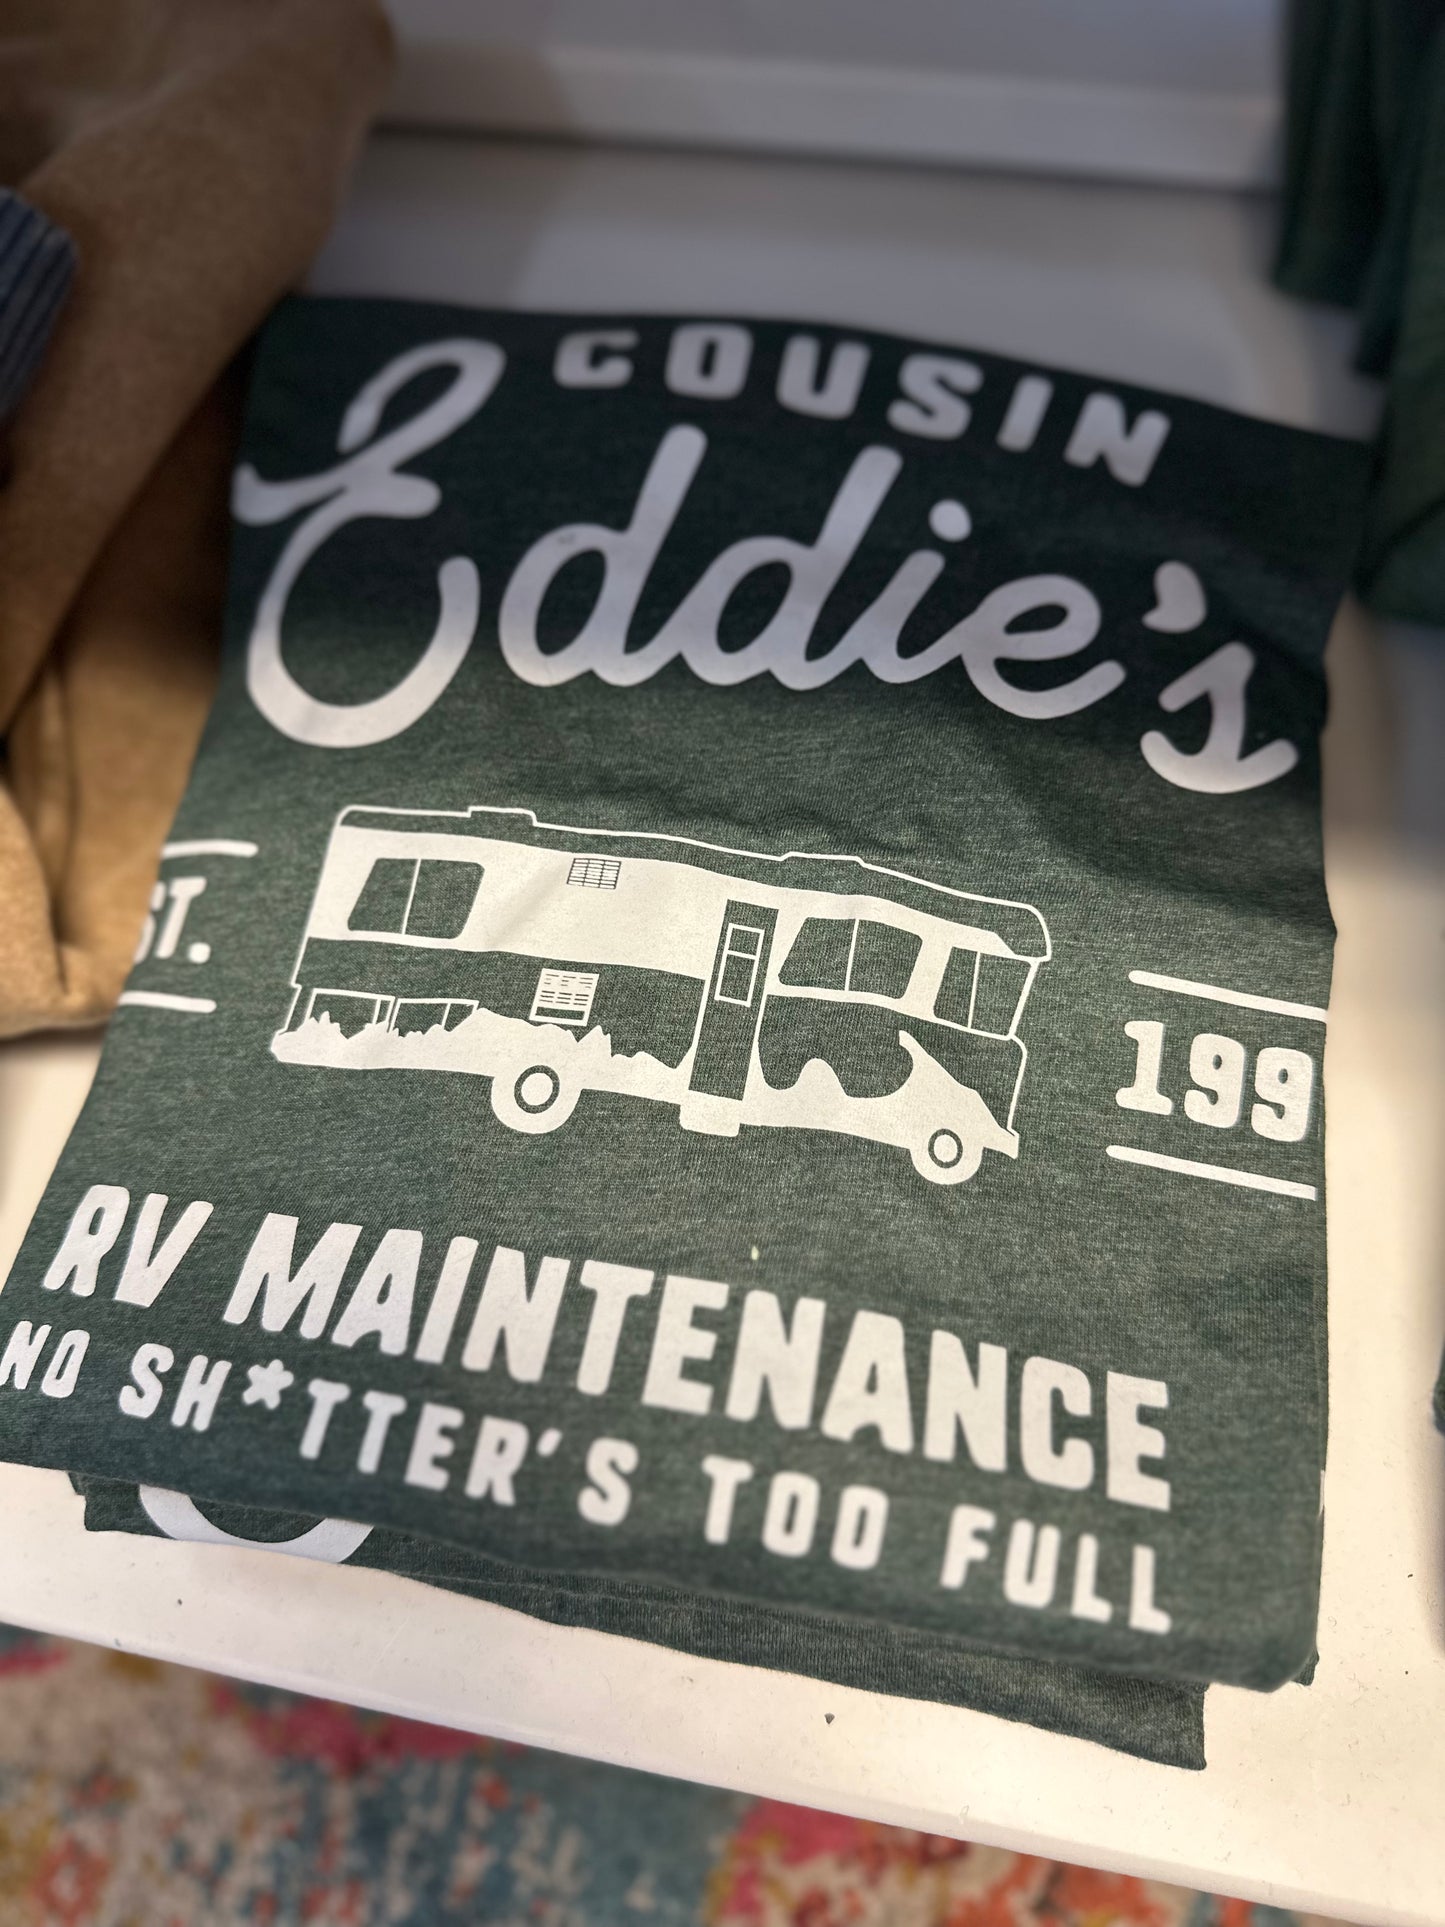 COUSIN
Eddie's
ST. 199
RV MAINTENANCE
NO SH*TTER'S TOO FULL